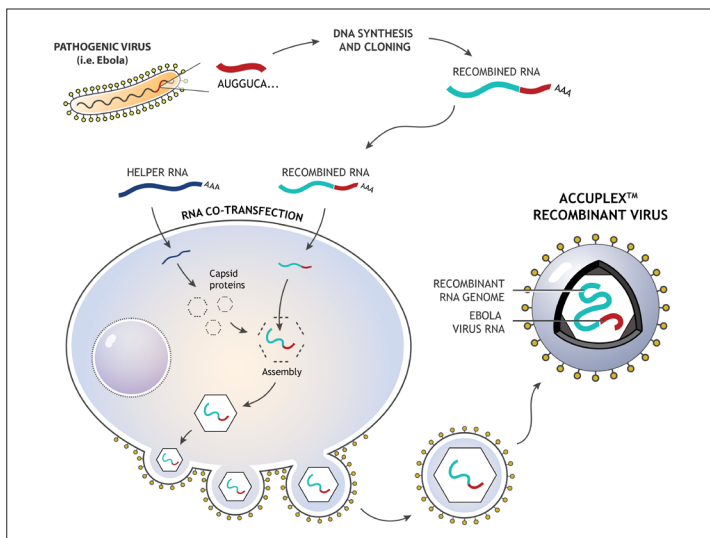 PATHOGENIC VIRUS
(i.e. Ebola)
AUGGUCA...
DNA SYNTHESIS
AND CLONING
RECOMBINED RNA
AAA
HELPER RNA
AAA
RECOMBINED RNA
AAA
RNA CO-TRANSFECTION
Capsid
proteins
Assembly
ACCUPLEX™
RECOMBINANT VIRUS
RECOMBINANT
RNA GENOME
EBOLA
VIRUS RNA